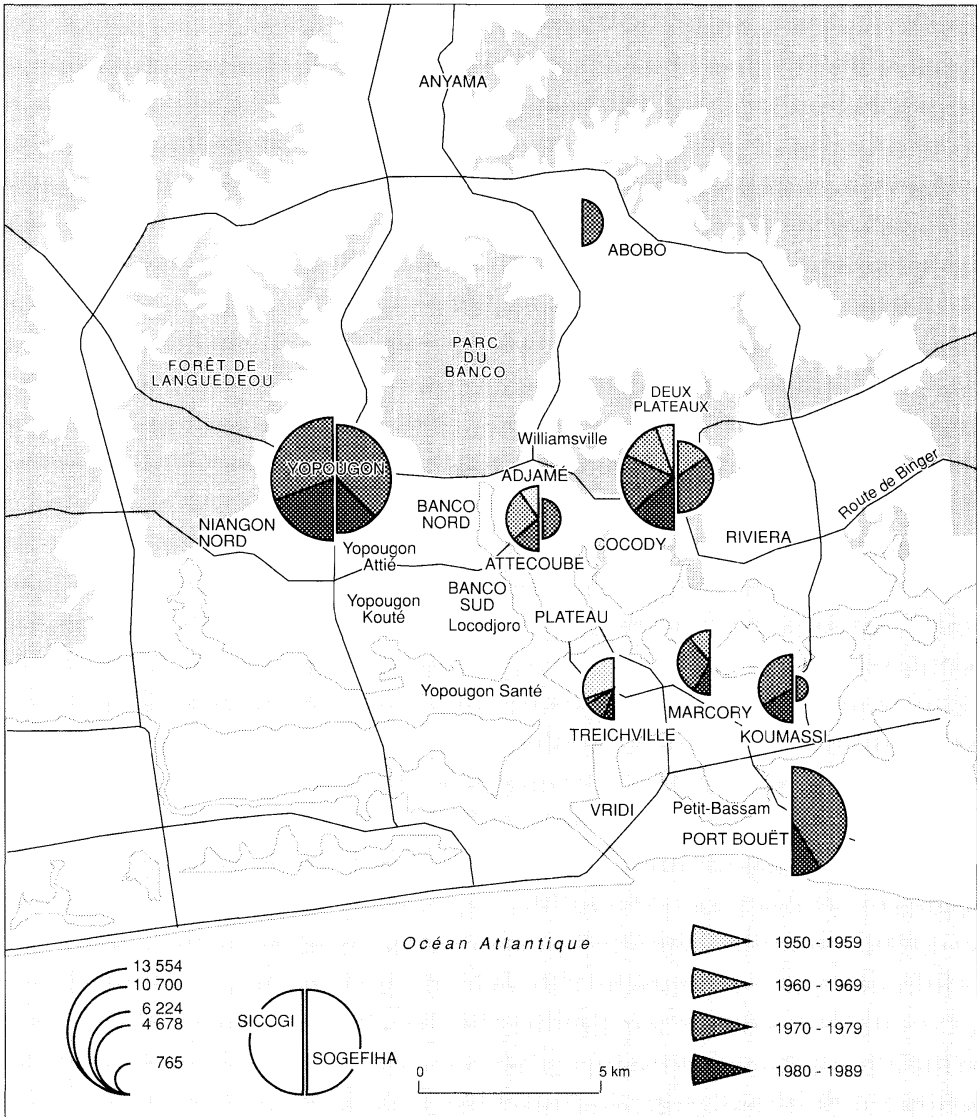 ANYAMA
ABOBO
PARC
DU
BANCO
FORÊT DE
LANGUEDEOU
DEUX
PLATEAUX
Williamsville
YOPOUGON
ADJAMÉ
BANCO
NORD
NIANGON
NORD
Route de Binger
RIVIERA
COCODY
Yopougon
Attié
ATTECOUBE
BANCO
SUD
Locodjoro
Yopougon
Kouté
PLATEAU
Yopougon Santé
TREICHVILLE
MARCORY
KOUMASSI
VRIDI
Petit-Bassam
PORT BOUËT
Océan Atlantique
13 554
10 700
6 224
4 678
765
SICOGI
SOGEFIHA
0
5 km
1950 - 1959
1960 - 1969
1970 - 1979
1980 - 1989